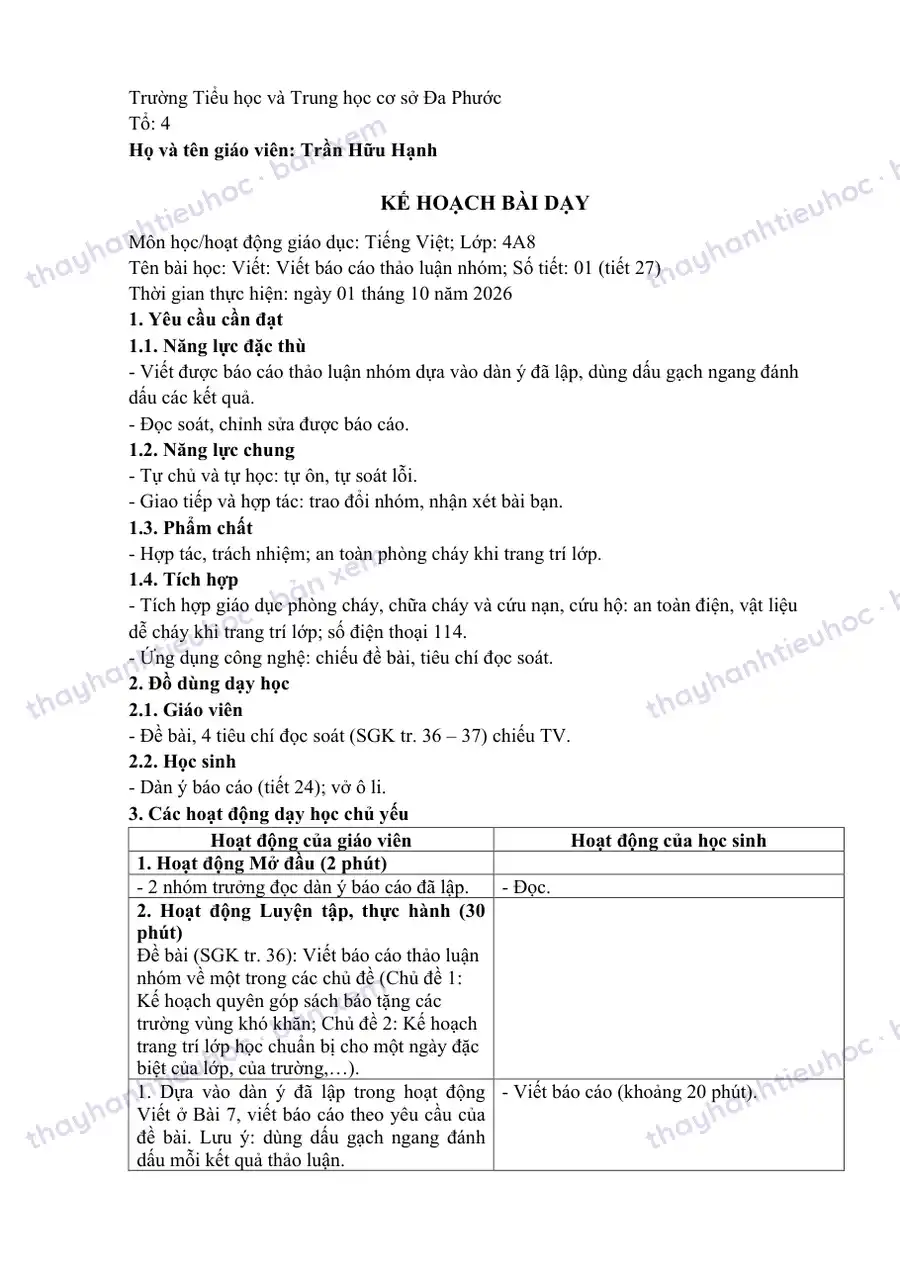 Trường Tiểu học và Trung học cơ sở Đa Phước
Tổ: 4
Họ và tên giáo viên: Trần Hữu Hạnh
KẾ HOẠCH BÀI DẠY
Môn học/hoạt động giáo dục: Tiếng Việt; Lớp: 4A8
Tên bài học: Viết: Viết báo cáo thảo luận nhóm; Số tiết: 01 (tiết 27)
Thời gian thực hiện: ngày 01 tháng 10 năm 2026
1. Yêu cầu cần đạt
1.1. Năng lực đặc thù
- Viết được báo cáo thảo luận nhóm dựa vào dàn ý đã lập, dùng dấu gạch ngang đánh
dấu các kết quả.
- Đọc soát, chỉnh sửa được báo cáo.
1.2. Năng lực chung
- Tự chủ và tự học: tự ôn, tự soát lỗi.
- Giao tiếp và hợp tác: trao đổi nhóm, nhận xét bài bạn.
1.3. Phẩm chất
- Hợp tác, trách nhiệm; an toàn phòng cháy khi trang trí lớp.
1.4. Tích hợp
- Tích hợp giáo dục phòng cháy, chữa cháy và cứu nạn, cứu hộ: an toàn điện, vật liệu
dễ cháy khi trang trí lớp; số điện thoại 114.
- Ứng dụng công nghệ: chiếu đề bài, tiêu chí đọc soát.
2. Đồ dùng dạy học
2.1. Giáo viên
- Đề bài, 4 tiêu chí đọc soát (SGK tr. 36 – 37) chiếu TV.
2.2. Học sinh
- Dàn ý báo cáo (tiết 24); vở ô li.
3. Các hoạt động dạy học chủ yếu
Hoạt động của giáo viên
Hoạt động của học sinh
1. Hoạt động Mở đầu (2 phút)
- 2 nhóm trưởng đọc dàn ý báo cáo đã lập.
- Đọc.
2. Hoạt động Luyện tập, thực hành (30
phút)
Đề bài (SGK tr. 36): Viết báo cáo thảo luận
nhóm về một trong các chủ đề (Chủ đề 1:
Kế hoạch quyên góp sách báo tặng các
trường vùng khó khăn; Chủ đề 2: Kế hoạch
trang trí lớp học chuẩn bị cho một ngày đặc
biệt của lớp, của trường,…).
1. Dựa vào dàn ý đã lập trong hoạt động
Viết ở Bài 7, viết báo cáo theo yêu cầu của
đề bài. Lưu ý: dùng dấu gạch ngang đánh
dấu mỗi kết quả thảo luận.
- Viết báo cáo (khoảng 20 phút).
thayhanhtieuhoc · bản xem
thayhanhtieuhoc · b
thayhanhtieuhoc · bản xem
thayhanhtieuhoc · b
thayhanhtieuhoc · bản xem
thayhanhtieuhoc · b